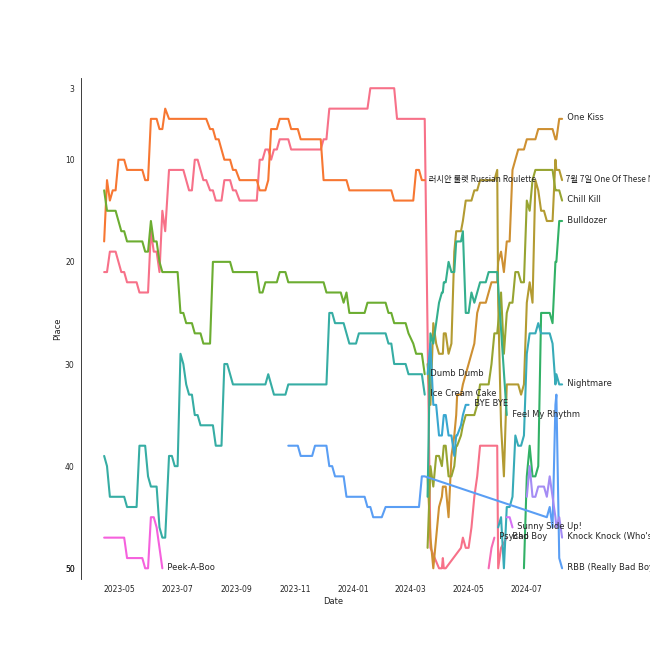 3
One Kiss
10
러시안 룰렛 Russian Roulette
7월 7일 One Of These N
Chill Kill
20
Bulldozer
Place
30
Dumb Dumb
Nightmare
Ice Cream Cake
BYE BYE
Feel My Rhythm
40
Sunny Side Up!
Bad Boy
Knock Knock (Who's
50
Peek-A-Boo
RBB (Really Bad Boy
2023-05
2023-07
2023-09
2023-11
2024-01
2024-03
2024-05
2024-07
Date